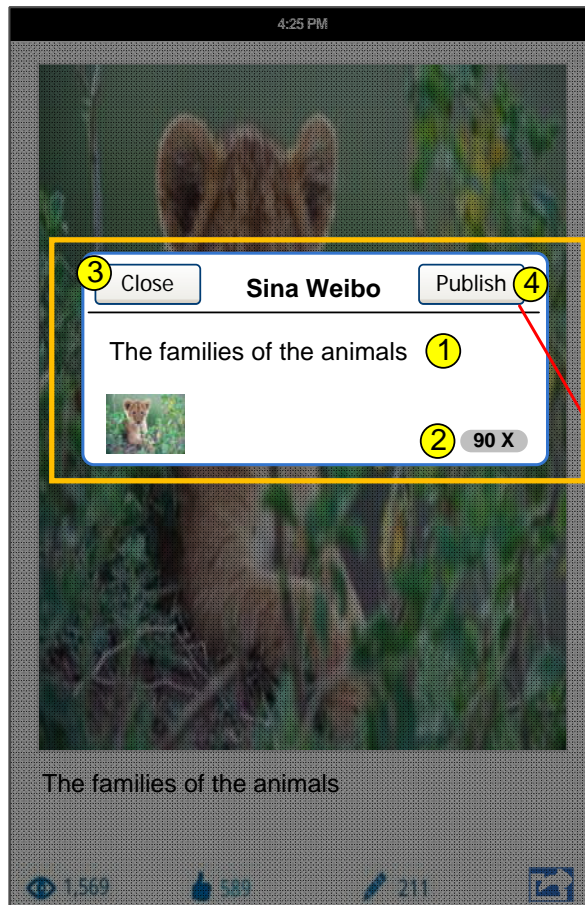 4:25 PM
3 Close Sina Weibo Publish 4
The families of the animals 1
2 90 X
The families of the animals
1,569 589 211